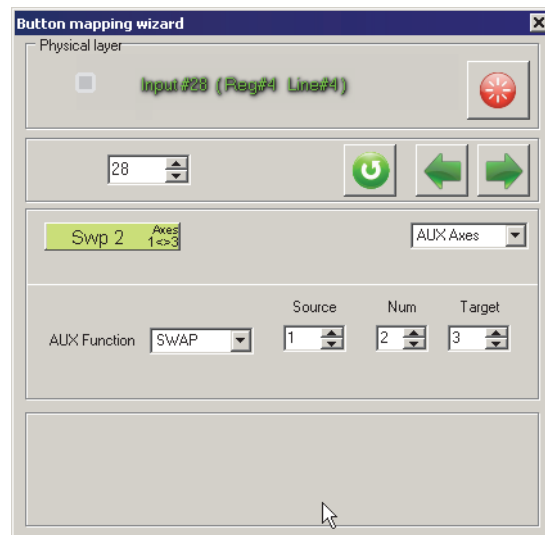 Button mapping wizard
Physical layer
Input #28 ( Reg#4 Line#4 )
28
Swp 2 Axes 1<>3
AUX Axes
Source Num Target
AUX Function SWAP 1 2 3